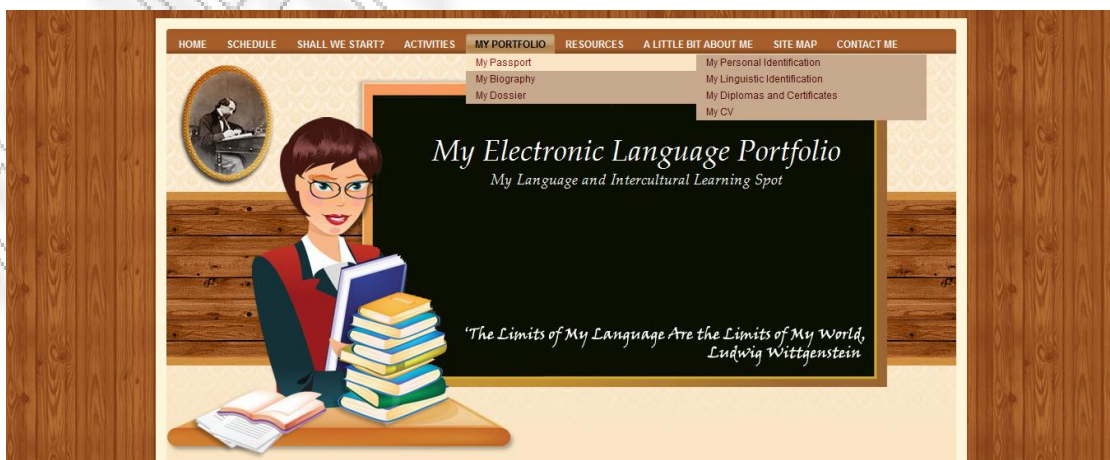 HOME SCHEDULE SHALL WE START? ACTIVITIES MY PORTFOLIO RESOURCES A LITTLE BIT ABOUT ME SITE MAP CONTACT ME
My Passport My Personal Identification
My Biography My Linguistic Identification
My Dossier My Diplomas and Certificates
My CV
My Electronic Language Portfolio
My Language and Intercultural Learning Spot
'The Limits of My Language Are the Limits of My World,
Ludwig Wittgenstein